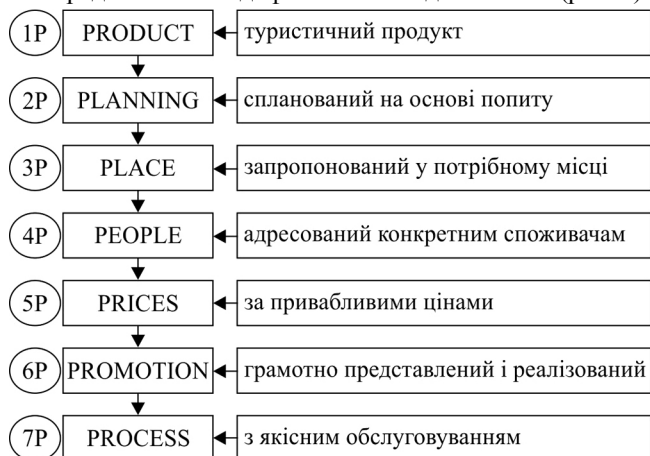 1P PRODUCT туристичний продукт
2P PLANNING спланований на основі попиту
3P PLACE запропонований у потрібному місці
4P PEOPLE адресований конкретним споживачам
5P PRICES за привабливими цінами
6P PROMOTION грамотно представлений і реалізований
7P PROCESS з якісним обслуговуванням